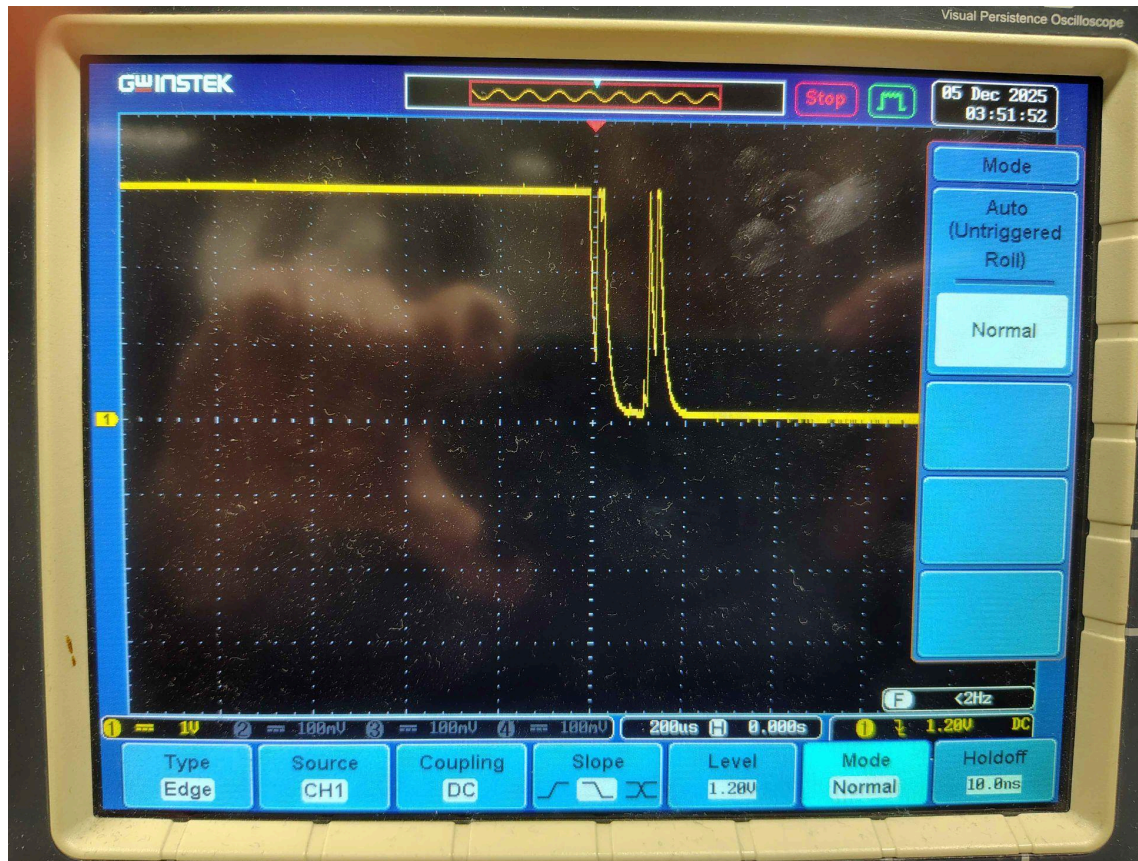 Visual Persistence Oscilloscope
GWINSTEK
Stop
05 Dec 2025
03:51:52
Mode
Auto
(Untriggered
Roll)
Normal
1
F <2Hz
1 1V 2 100mV 3 100mV 4 100mV 200us H 0.000s 1 1.20V DC
Type Source Coupling Slope Level Mode Holdoff
Edge CH1 DC 1.20V Normal 10.0ns